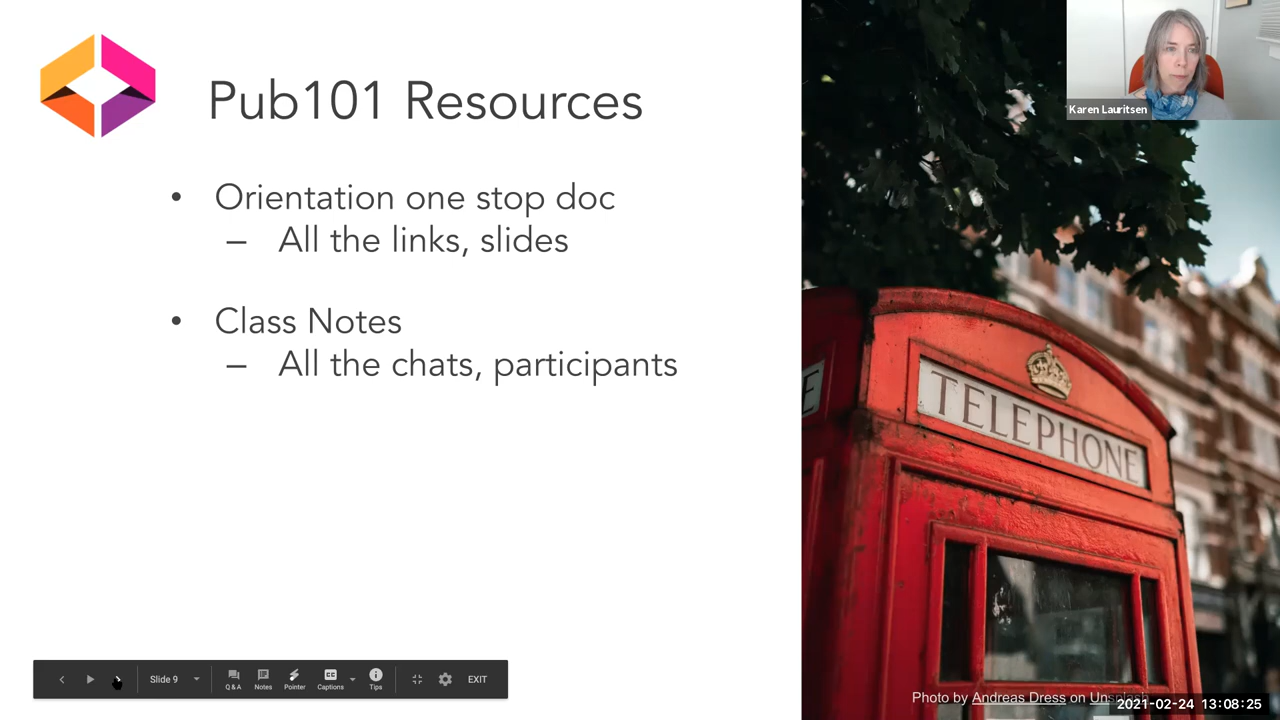 Pub101 Resources
• Orientation one stop doc
– All the links, slides
• Class Notes
– All the chats, participants
Karen Lauritsen
E
TELEPHONE
Slide 9
Q & A
Notes
Pointer
CC
Captions
Tips
EXIT
Photo by Andreas Dress on Unsplash
2021-02-24 13:08:25